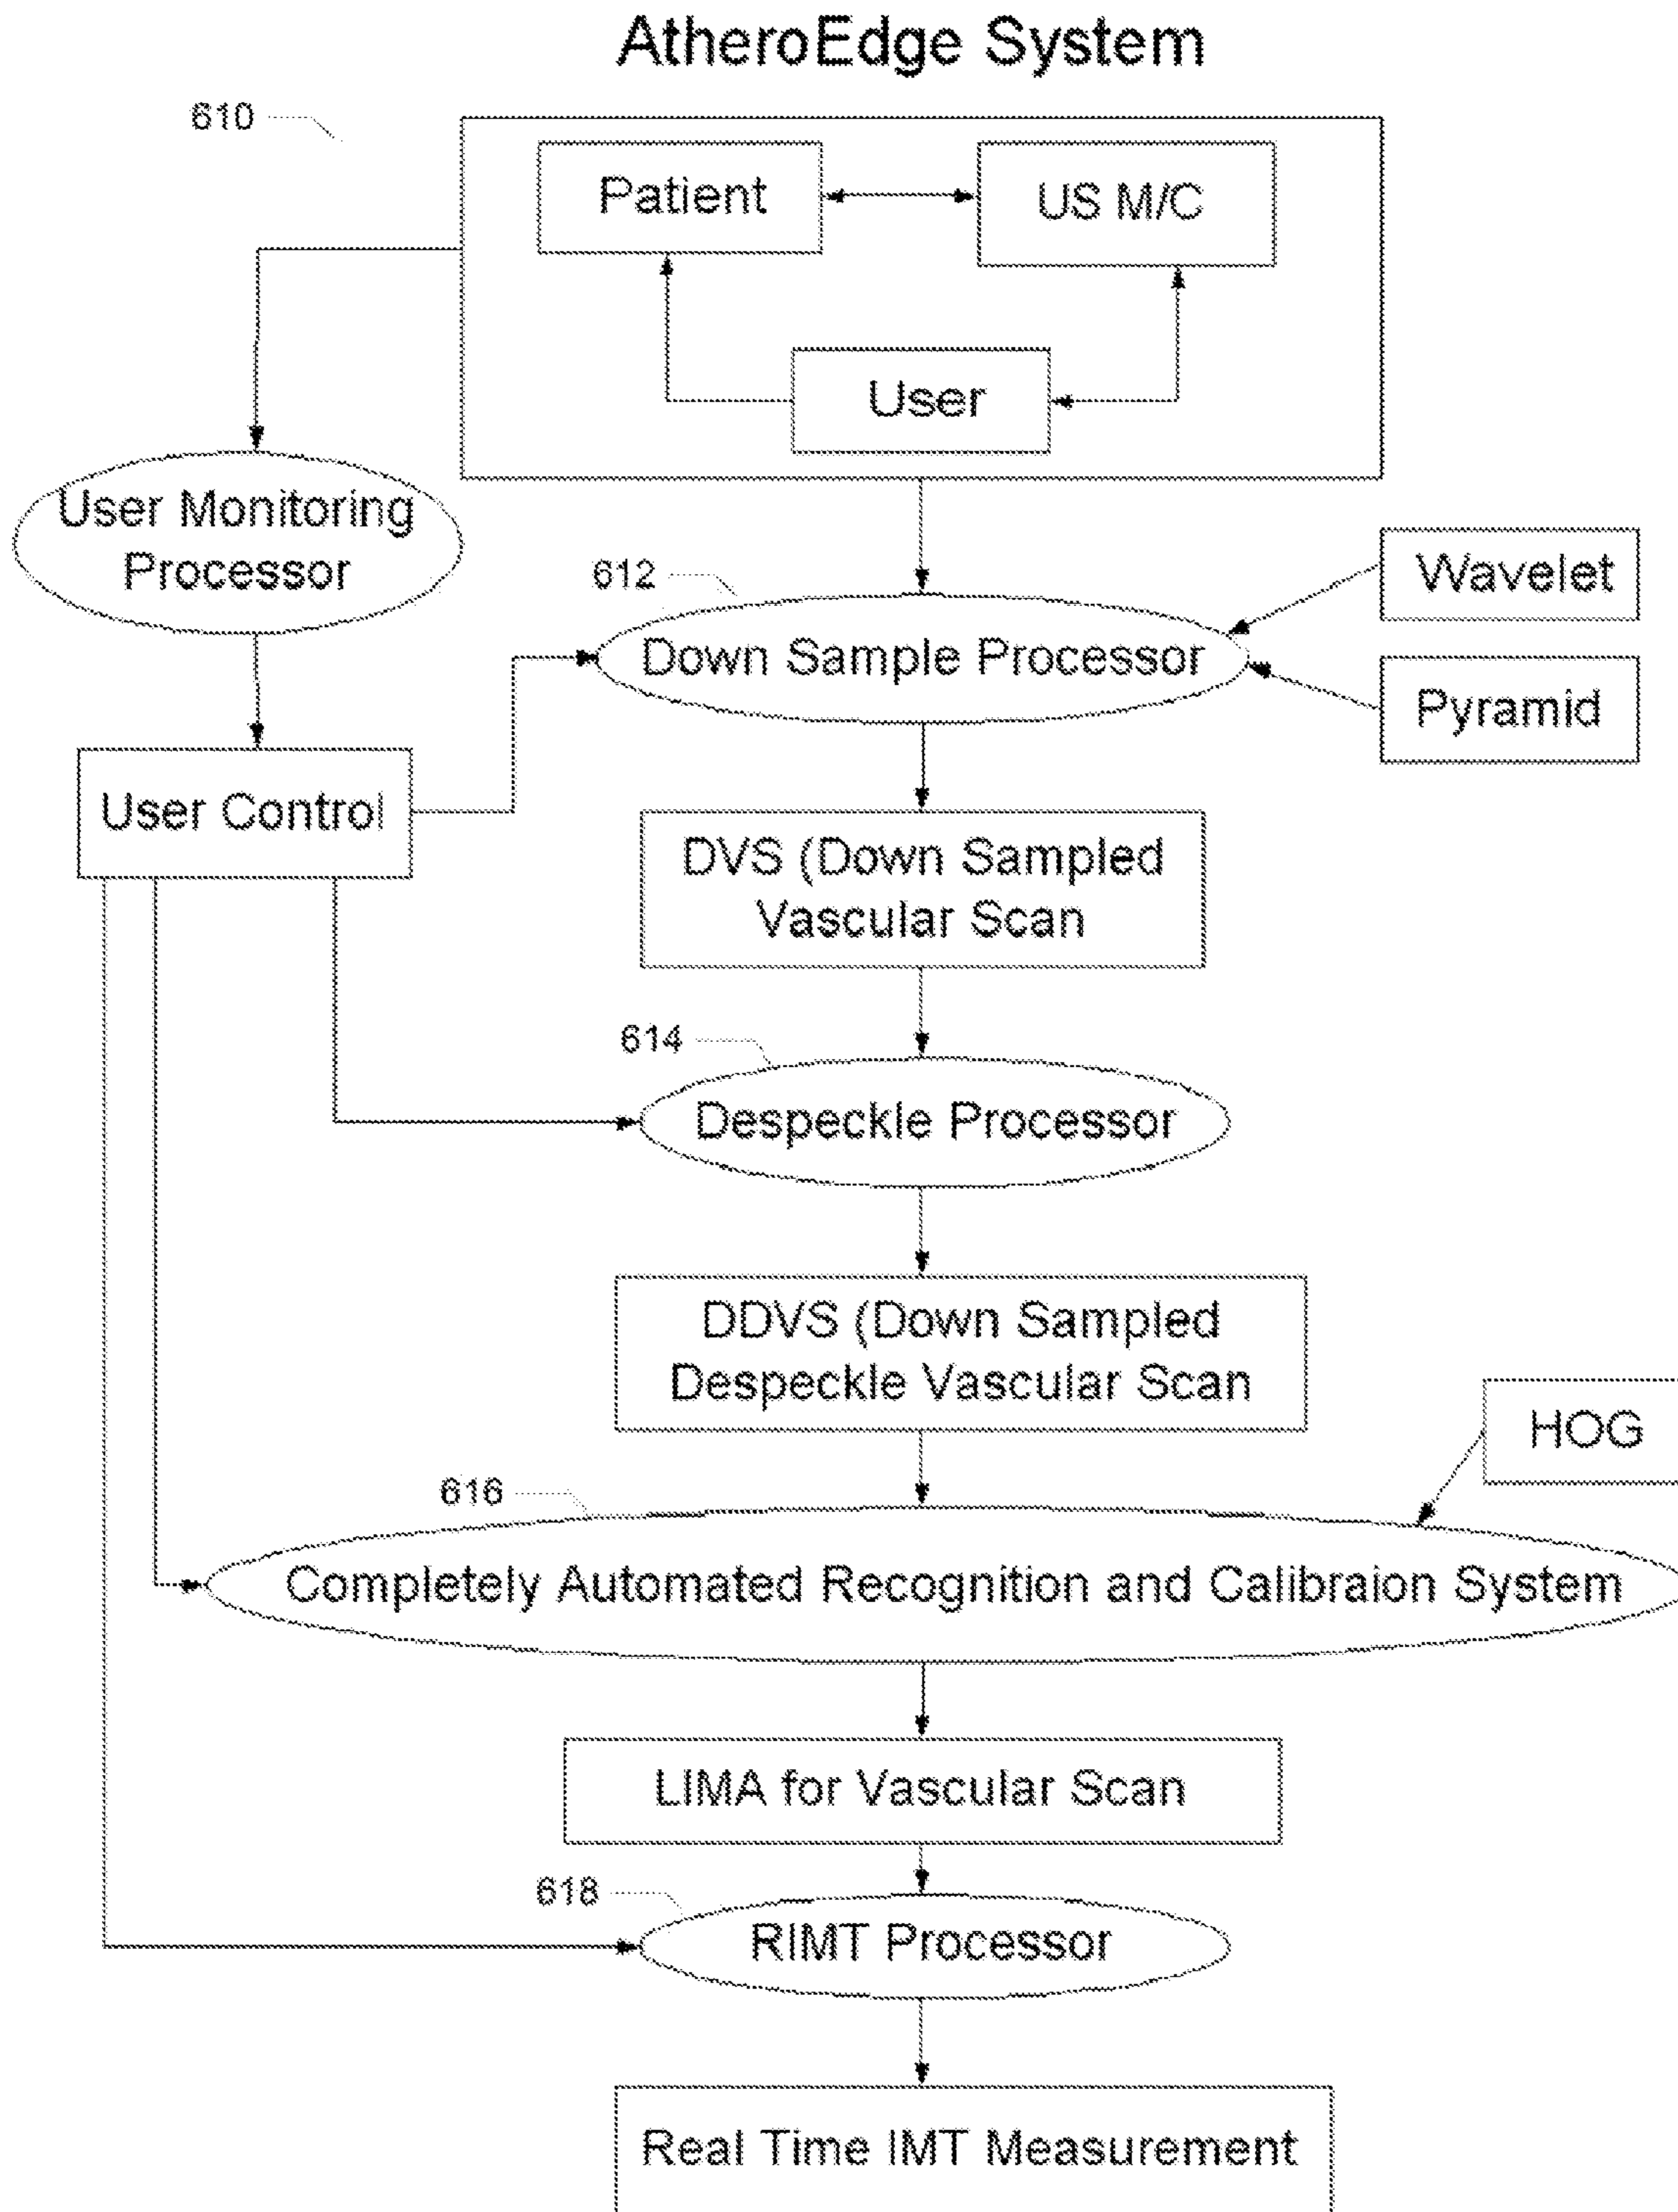 AtheroEdge System
610
Patient
US M/C
User
User Monitoring
Processor
612
Wavelet
Down Sample Processor
Pyramid
User Control
DVS (Down Sampled
Vascular Scan
614
Despeckle Processor
DDVS (Down Sampled
Despeckle Vascular Scan
HOG
616
Completely Automated Recognition and Calibraion System
LIMA for Vascular Scan
618
RIMT Processor
Real Time IMT Measurement